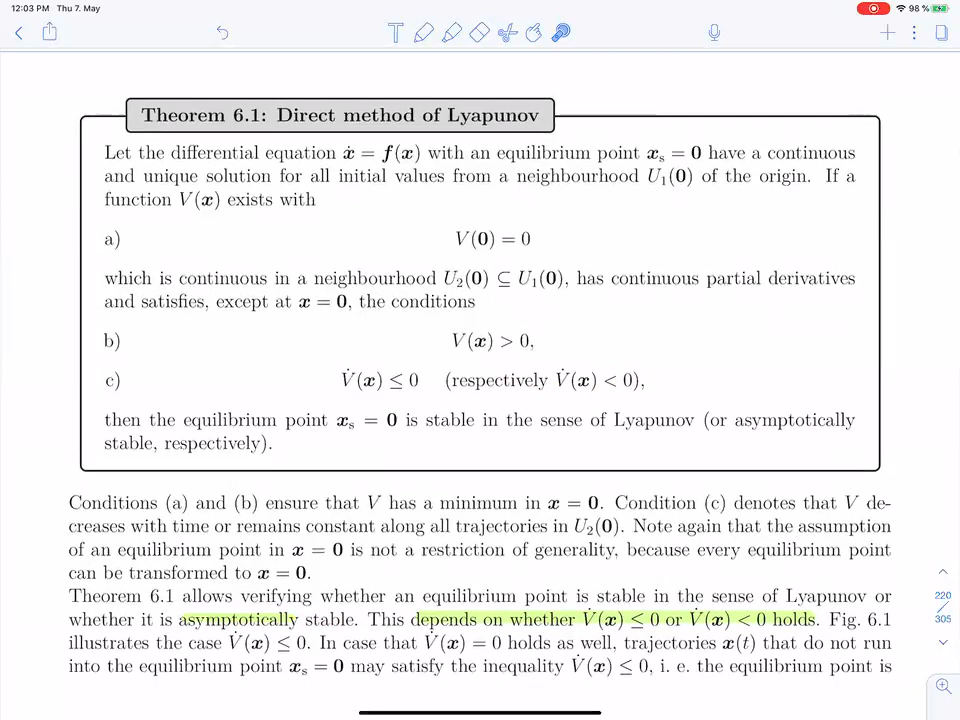 12:03 PM Thu 7. May
98 %
Theorem 6.1: Direct method of Lyapunov
Let the differential equation ẋ = f(x) with an equilibrium point xₛ = 0 have a continuous
and unique solution for all initial values from a neighbourhood U₁(0) of the origin. If a
function V(x) exists with
a) V(0) = 0
which is continuous in a neighbourhood U₂(0) ⊆ U₁(0), has continuous partial derivatives
and satisfies, except at x = 0, the conditions
b) V(x) > 0,
c) V̇(x) ≤ 0 (respectively V̇(x) < 0),
then the equilibrium point xₛ = 0 is stable in the sense of Lyapunov (or asymptotically
stable, respectively).
Conditions (a) and (b) ensure that V has a minimum in x = 0. Condition (c) denotes that V de-
creases with time or remains constant along all trajectories in U₂(0). Note again that the assumption
of an equilibrium point in x = 0 is not a restriction of generality, because every equilibrium point
can be transformed to x = 0.
Theorem 6.1 allows verifying whether an equilibrium point is stable in the sense of Lyapunov or
whether it is asymptotically stable. This depends on whether V̇(x) ≤ 0 or V̇(x) < 0 holds. Fig. 6.1
illustrates the case V̇(x) ≤ 0. In case that V̇(x) = 0 holds as well, trajectories x(t) that do not run
into the equilibrium point xₛ = 0 may satisfy the inequality V̇(x) ≤ 0, i. e. the equilibrium point is
220
305